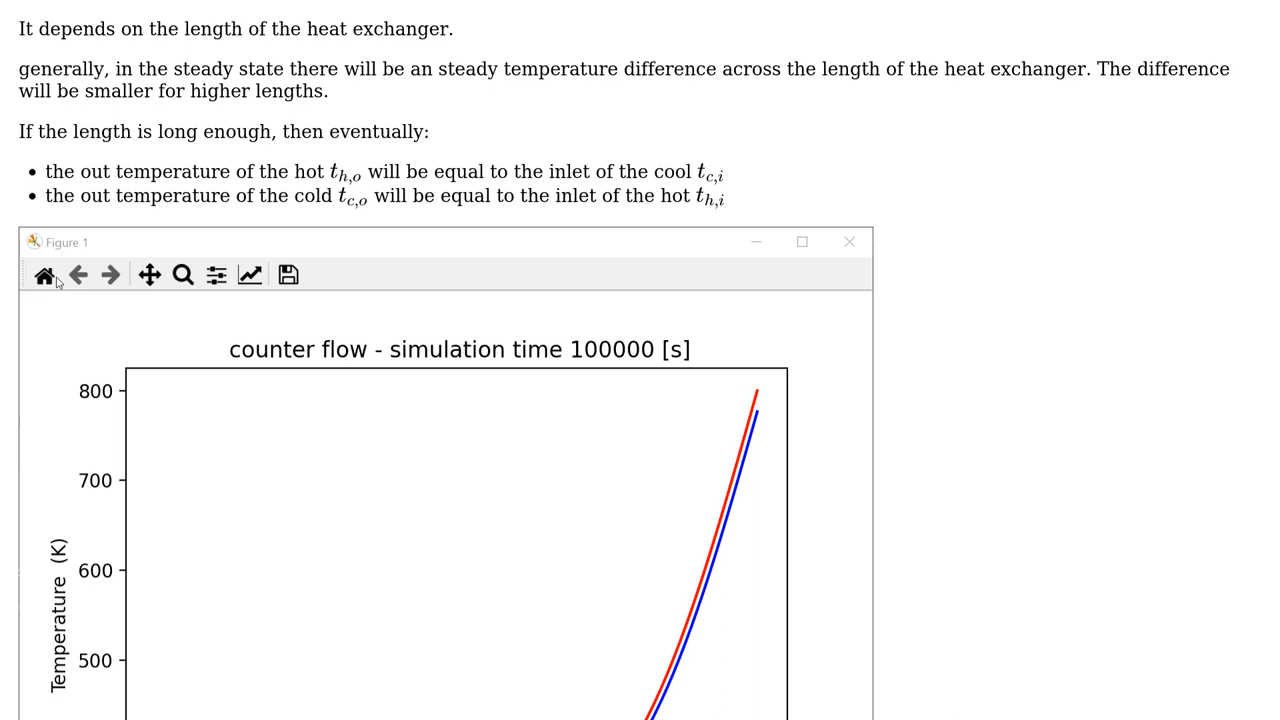 It depends on the length of the heat exchanger.
generally, in the steady state there will be an steady temperature difference across the length of the heat exchanger. The difference
will be smaller for higher lengths.
If the length is long enough, then eventually:
• the out temperature of the hot t_{h,o} will be equal to the inlet of the cool t_{c,i}
• the out temperature of the cold t_{c,o} will be equal to the inlet of the hot t_{h,i}
Figure 1
counter flow - simulation time 100000 [s]
800
700
600
500
Temperature (K)